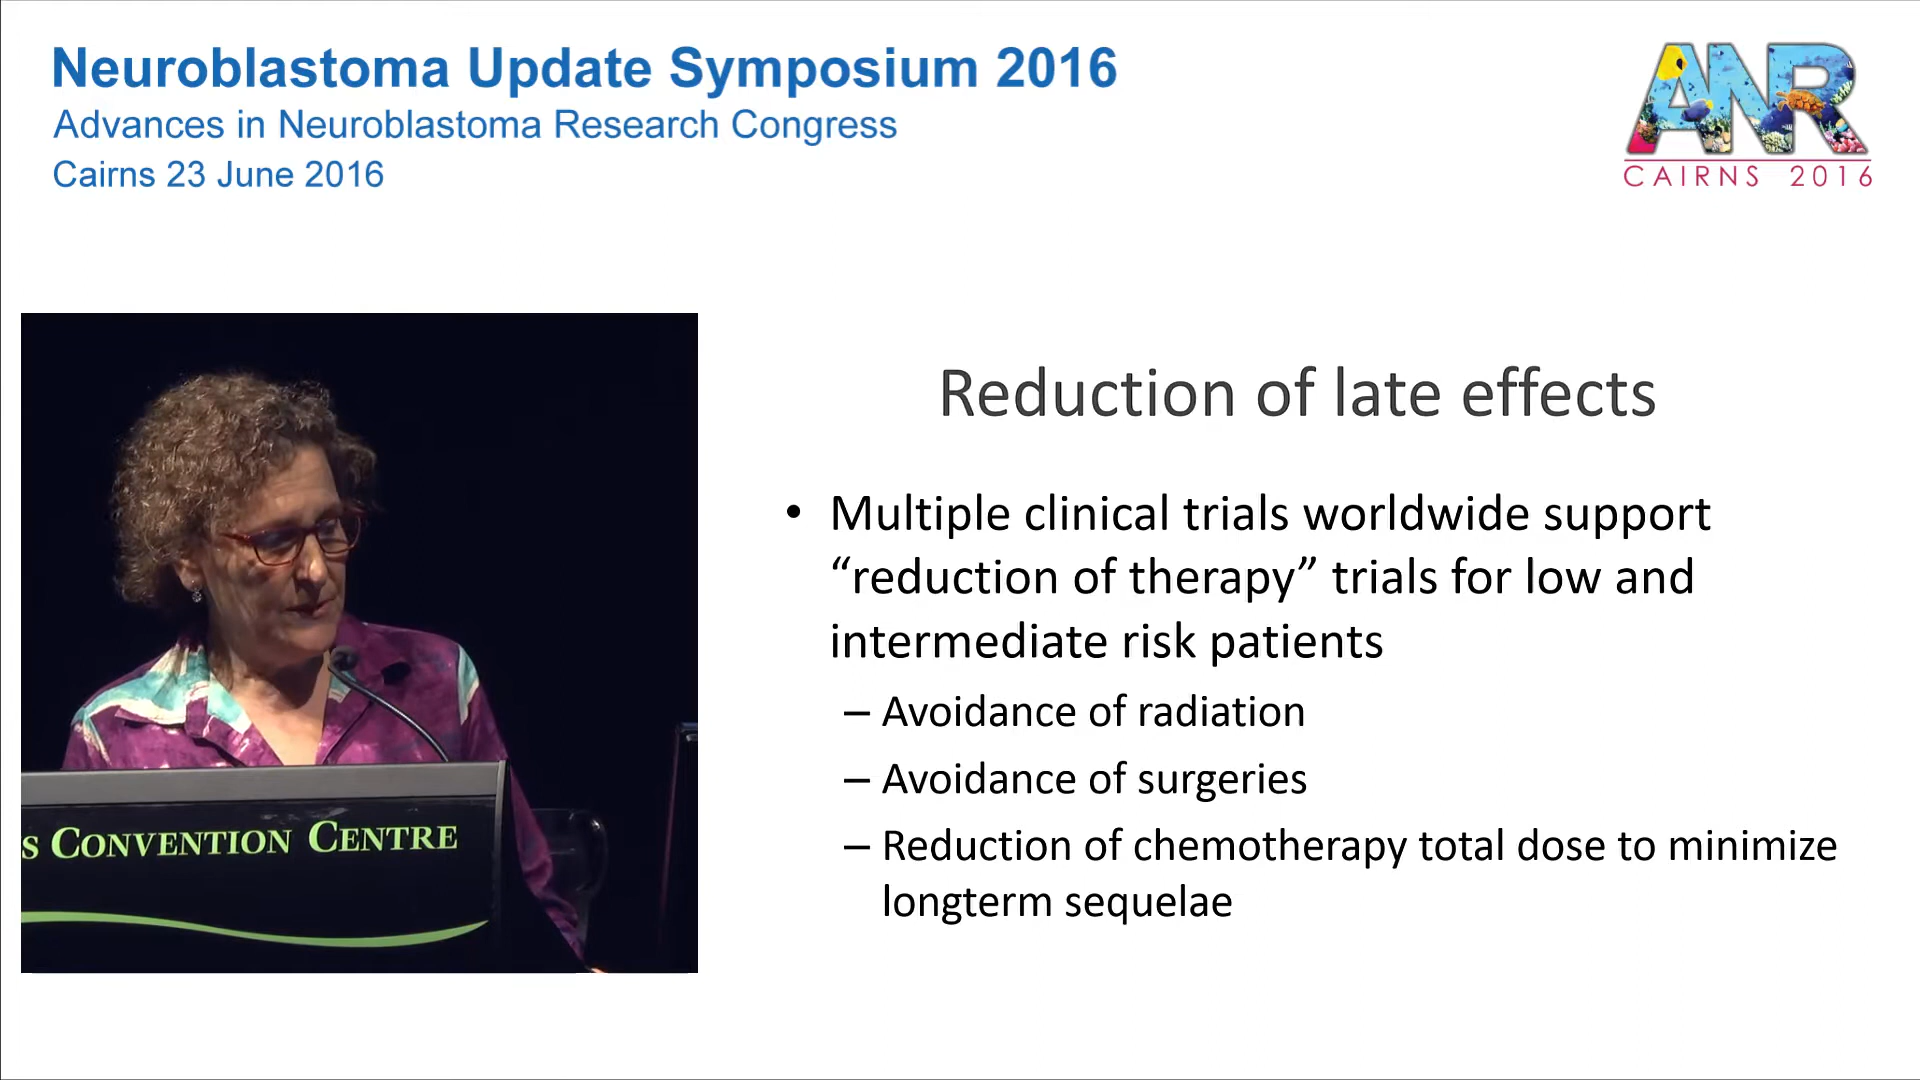 Neuroblastoma Update Symposium 2016
Advances in Neuroblastoma Research Congress
Cairns 23 June 2016
ANR
CAIRNS 2016
Reduction of late effects
• Multiple clinical trials worldwide support
“reduction of therapy” trials for low and
intermediate risk patients
– Avoidance of radiation
– Avoidance of surgeries
– Reduction of chemotherapy total dose to minimize
longterm sequelae
S CONVENTION CENTRE